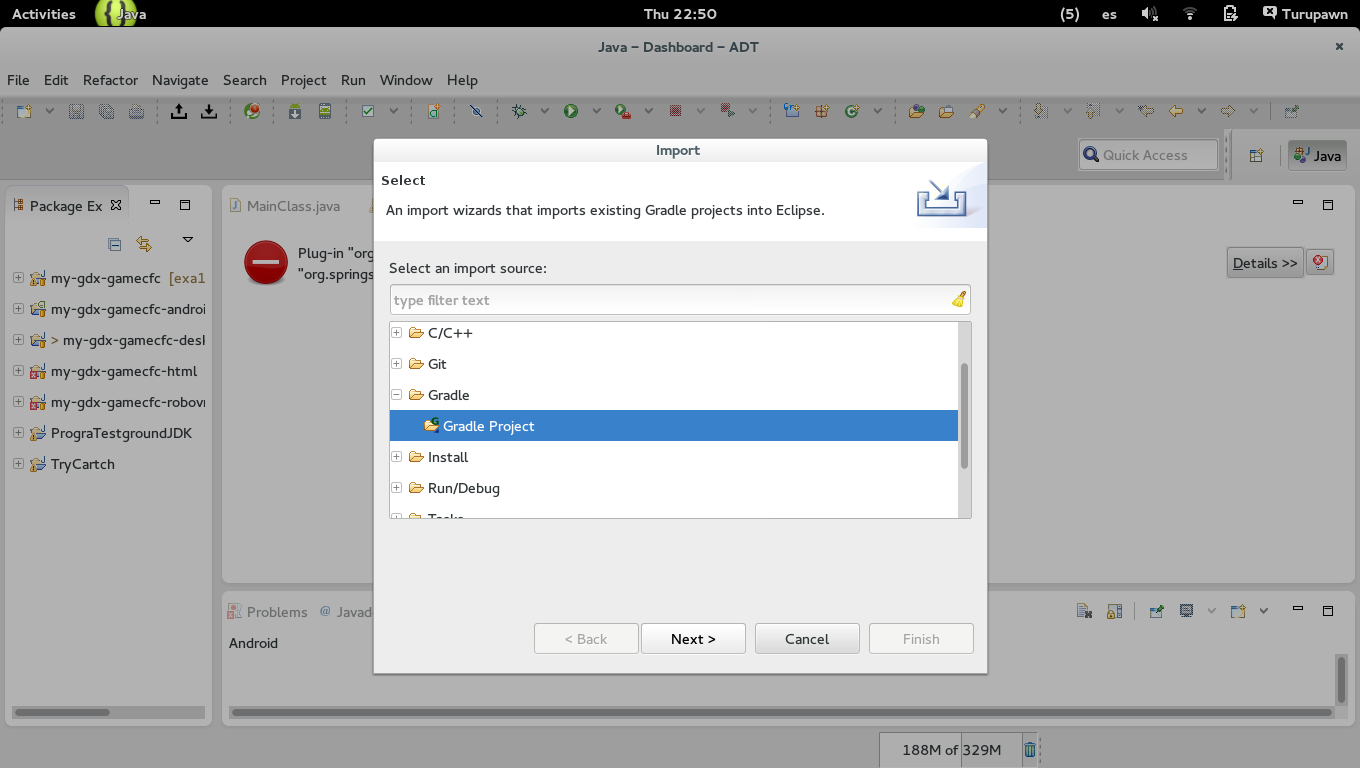 Activities Java Thu 22:50 (5) es Turupawn
Java – Dashboard – ADT
File Edit Refactor Navigate Search Project Run Window Help
Quick Access Java
Import
Select
An import wizards that imports existing Gradle projects into Eclipse.
Package Ex
MainClass.java
Plug-in "org
"org.springs
Details >>
my-gdx-gamecfc [exa1
my-gdx-gamecfc-androi
> my-gdx-gamecfc-desk
my-gdx-gamecfc-html
my-gdx-gamecfc-robovm
PrograTestgroundJDK
TryCartch
Select an import source:
type filter text
C/C++
Git
Gradle
Gradle Project
Install
Run/Debug
Tasks
< Back Next > Cancel Finish
Problems @ Javad
Android
188M of 329M